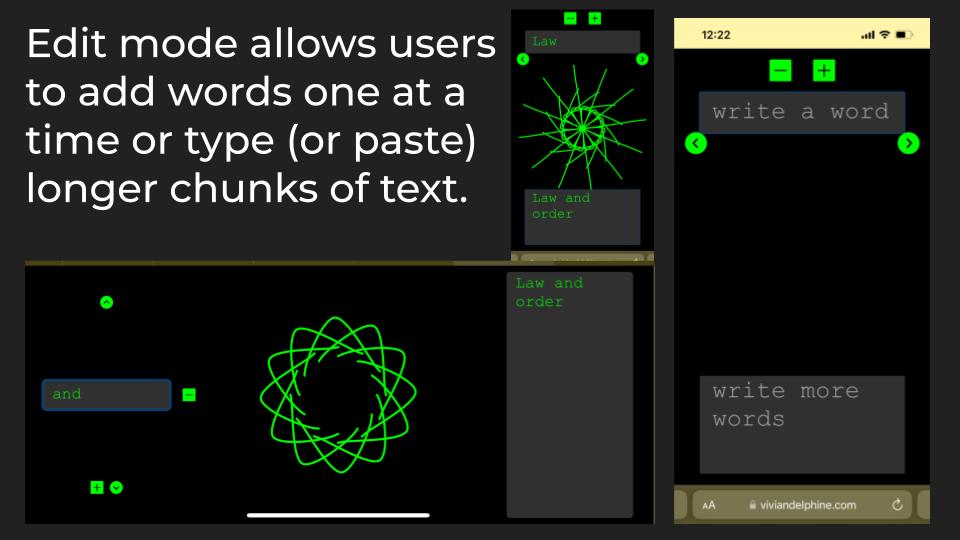 Edit mode allows users
to add words one at a
time or type (or paste)
longer chunks of text.
Law
Law and
order
and
Law and
order
12:22
write a word
write more
words
AA viviandelphine.com